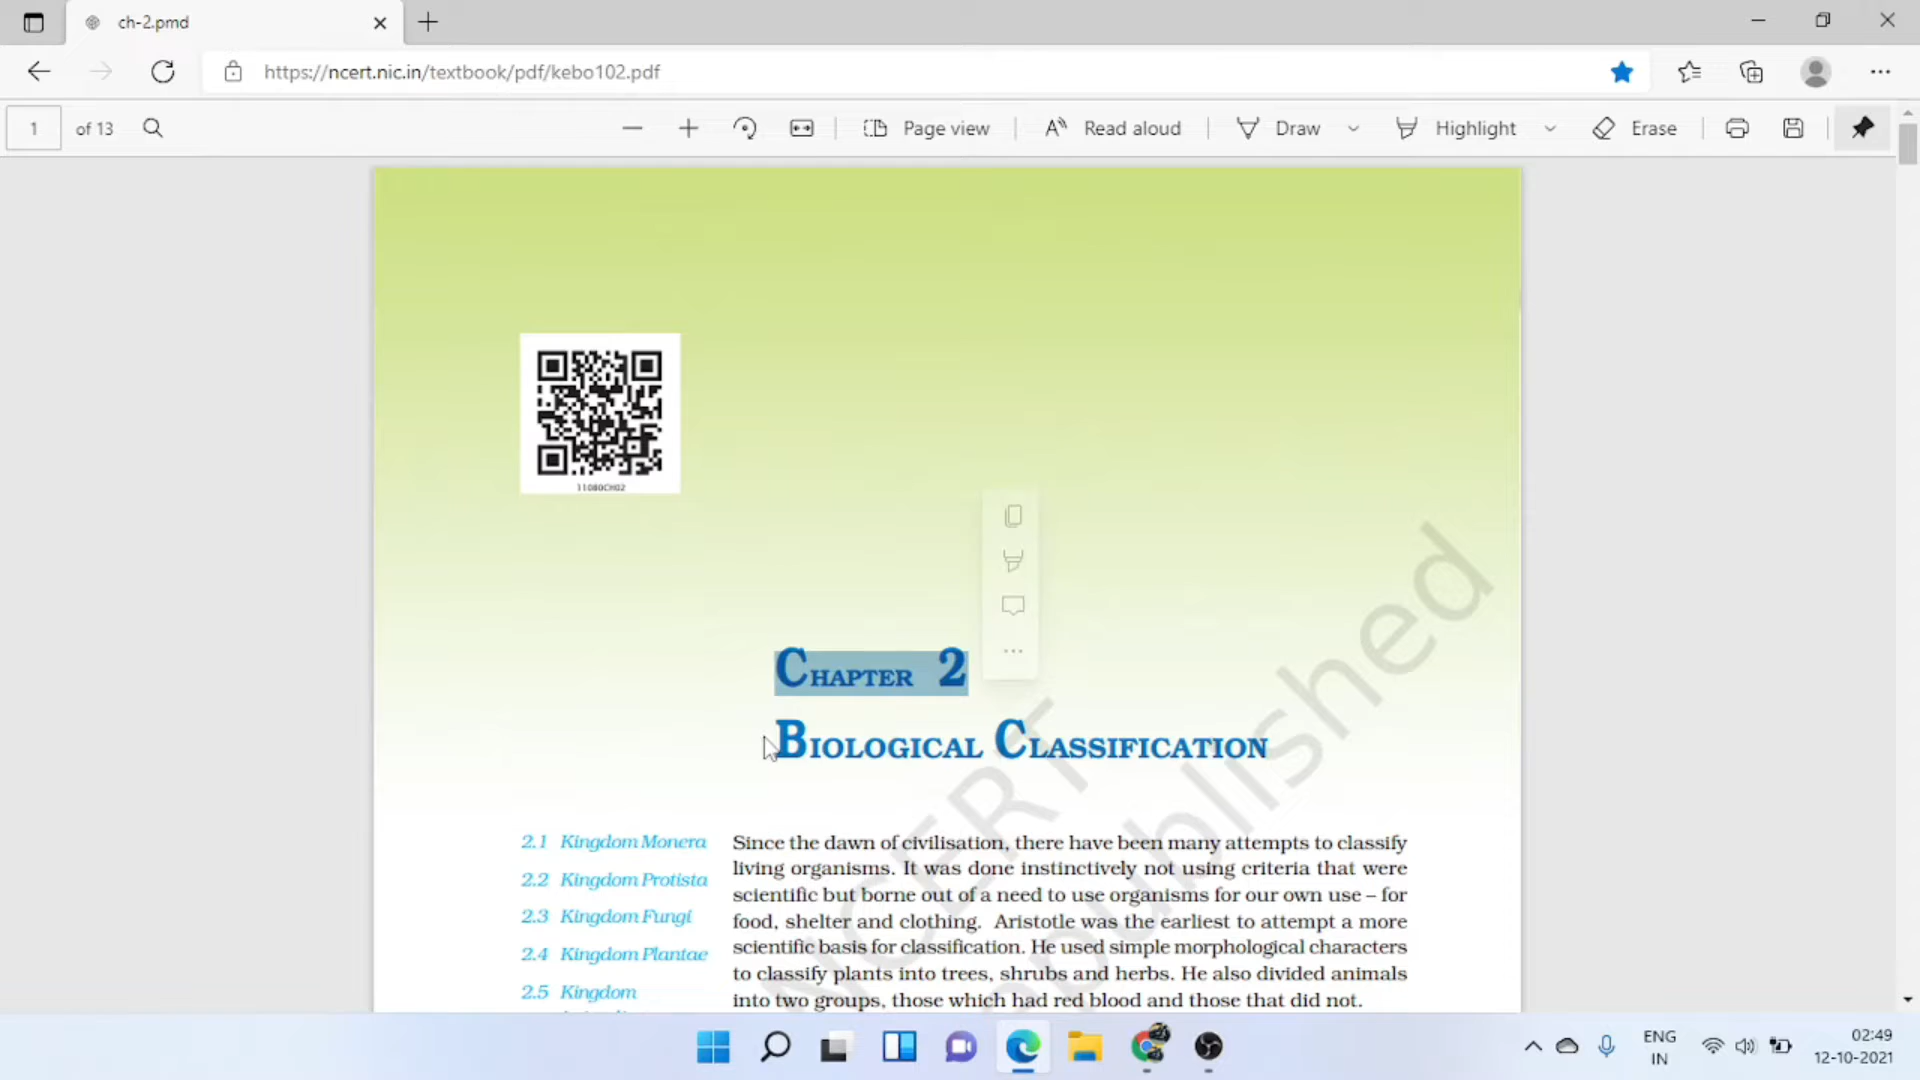 ch-2.pmd
https://ncert.nic.in/textbook/pdf/kebo102.pdf
1 of 13 Page view Read aloud Draw Highlight Erase
11080CH02
CHAPTER 2
BIOLOGICAL CLASSIFICATION
2.1 Kingdom Monera
2.2 Kingdom Protista
2.3 Kingdom Fungi
2.4 Kingdom Plantae
2.5 Kingdom
Since the dawn of civilisation, there have been many attempts to classify
living organisms. It was done instinctively not using criteria that were
scientific but borne out of a need to use organisms for our own use – for
food, shelter and clothing. Aristotle was the earliest to attempt a more
scientific basis for classification. He used simple morphological characters
to classify plants into trees, shrubs and herbs. He also divided animals
into two groups, those which had red blood and those that did not.
NCERT
republished
ENG
IN
02:49
12-10-2021